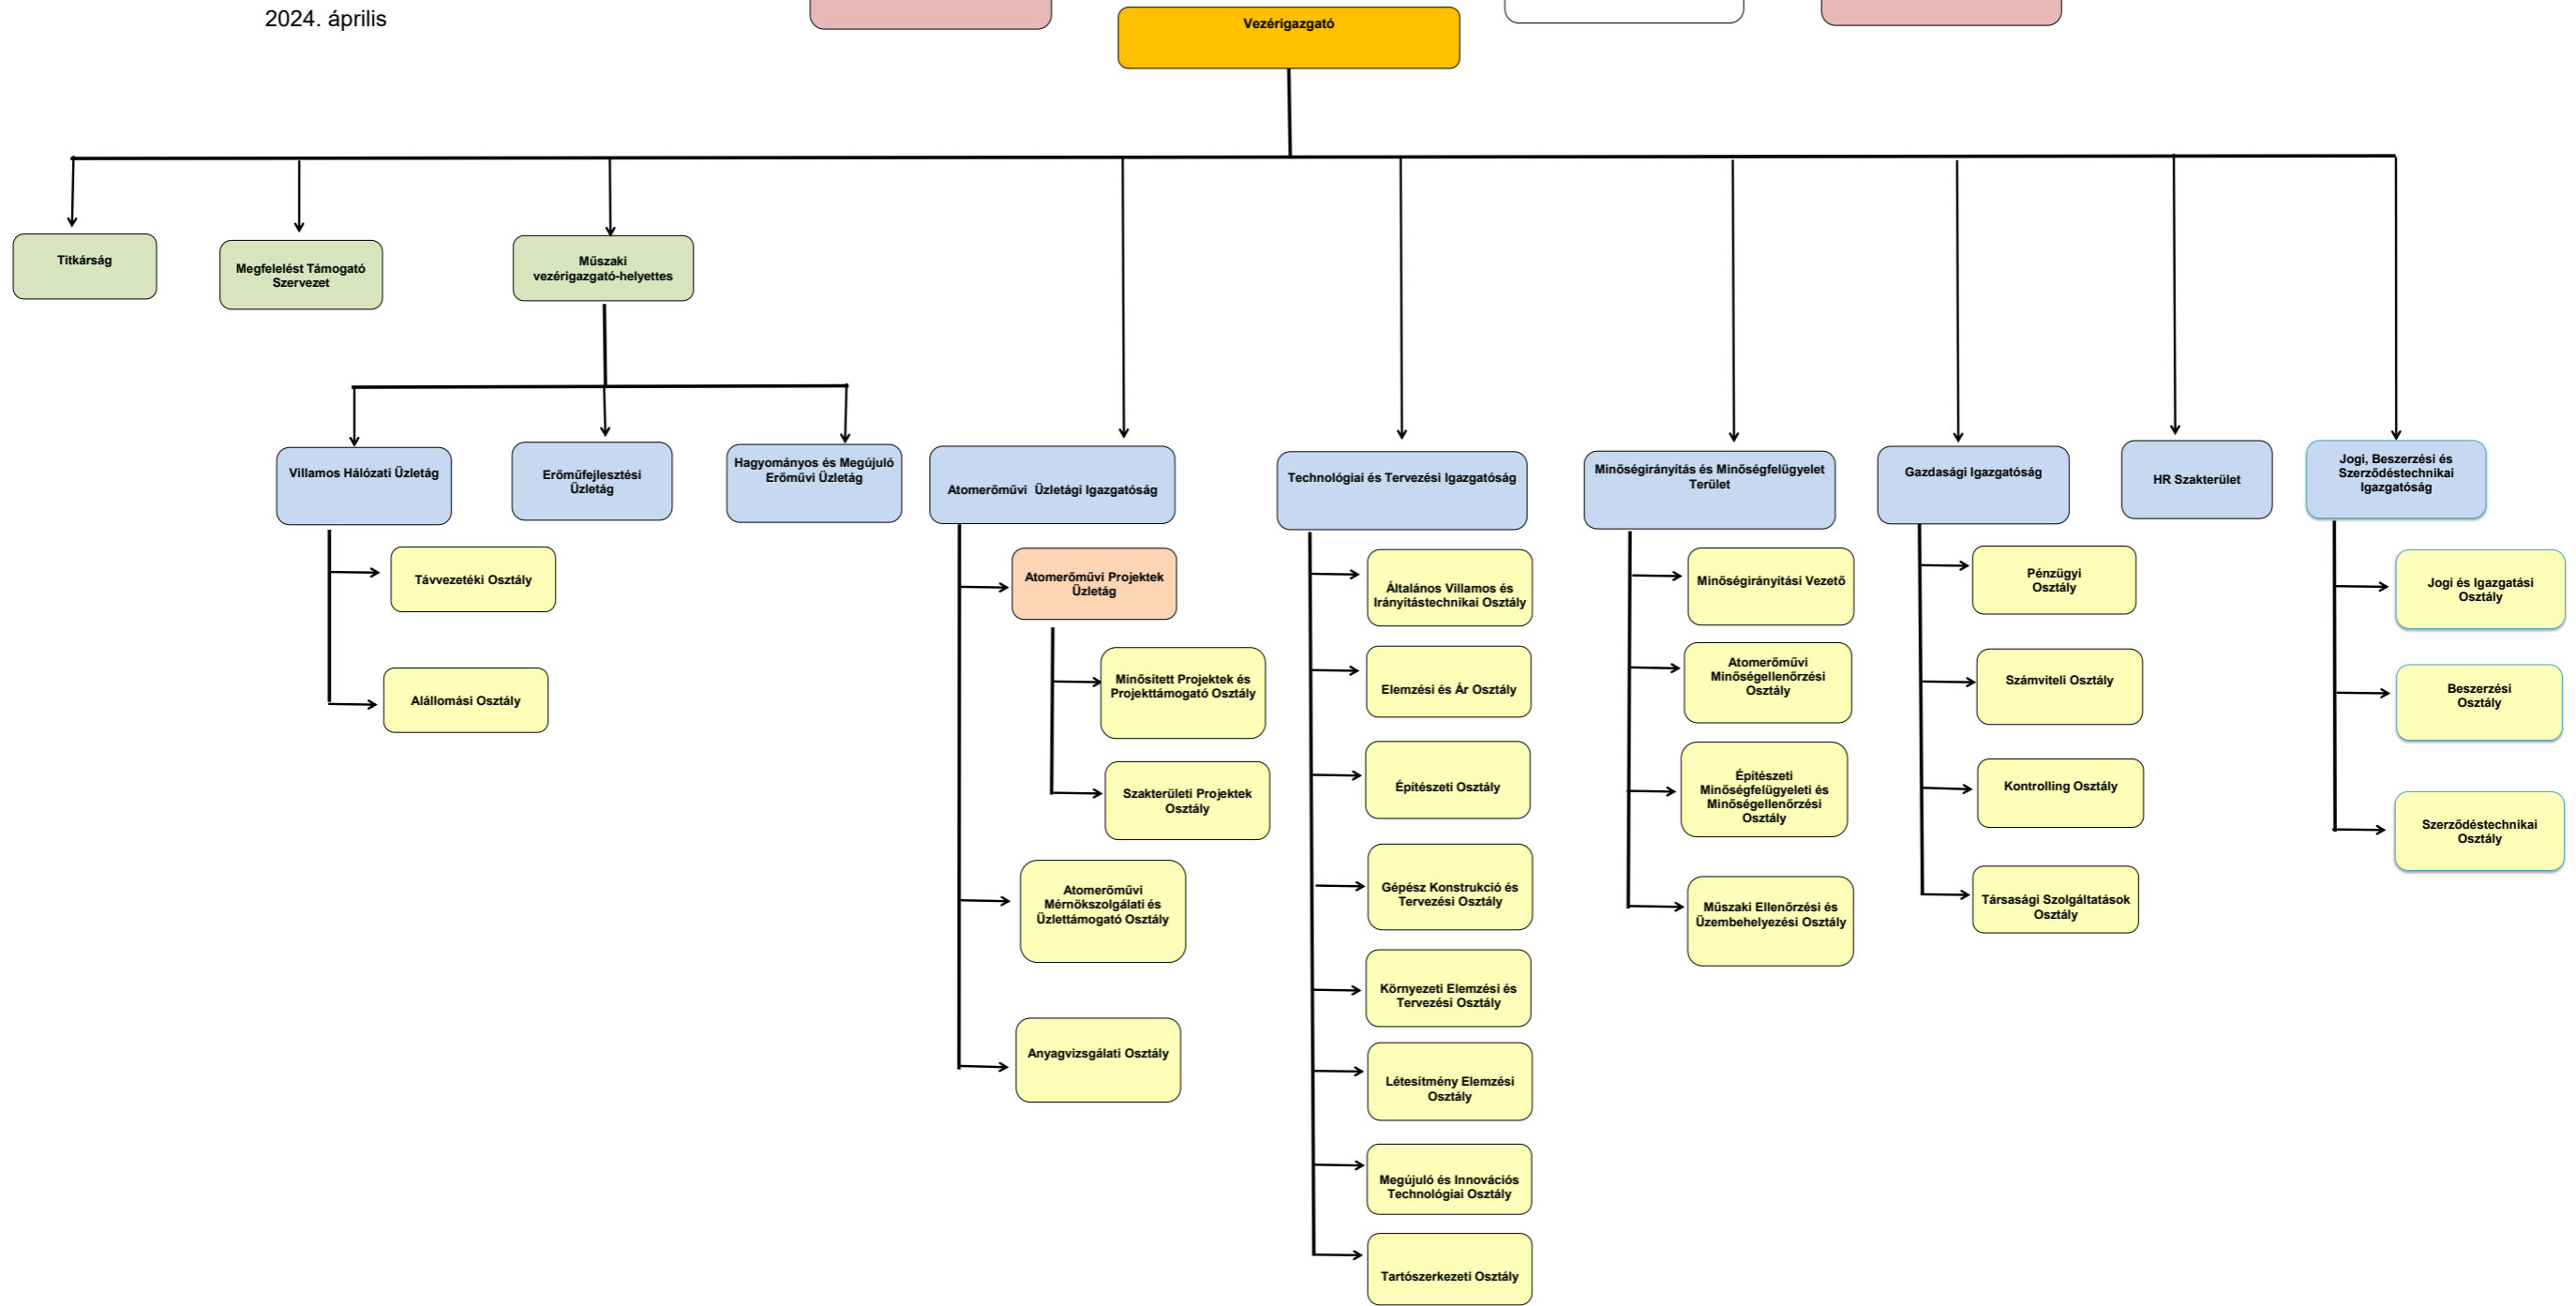 2024. április
Vezérigazgató
Titkárság
Megfelelést Támogató
Szervezet
Műszaki
vezérigazgató-helyettes
Villamos Hálózati Üzletág
Erőműfejlesztési
Üzletág
Hagyományos és Megújuló
Erőművi Üzletág
Atomerőművi Üzletági Igazgatóság
Technológiai és Tervezési Igazgatóság
Minőségirányítás és Minőségfelügyelet
Terület
Gazdasági Igazgatóság
HR Szakterület
Jogi, Beszerzési és
Szerződéstechnikai
Igazgatóság
Távvezetéki Osztály
Alállomási Osztály
Atomerőművi Projektek
Üzletág
Minősített Projektek és
Projekttámogató Osztály
Szakterületi Projektek
Osztály
Atomerőművi
Mérnökszolgálati és
Üzlettámogató Osztály
Anyagvizsgálati Osztály
Általános Villamos és
Irányítástechnikai Osztály
Elemzési és Ár Osztály
Építészeti Osztály
Gépész Konstrukció és
Tervezési Osztály
Környezeti Elemzési és
Tervezési Osztály
Létesítmény Elemzési
Osztály
Megújuló és Innovációs
Technológiai Osztály
Tartószerkezeti Osztály
Minőségirányítási Vezető
Atomerőművi
Minőségellenőrzési
Osztály
Építészeti
Minőségfelügyeleti és
Minőségellenőrzési
Osztály
Műszaki Ellenőrzési és
Üzembehelyezési Osztály
Pénzügyi
Osztály
Számviteli Osztály
Kontrolling Osztály
Társasági Szolgáltatások
Osztály
Jogi és Igazgatási
Osztály
Beszerzési
Osztály
Szerződéstechnikai
Osztály